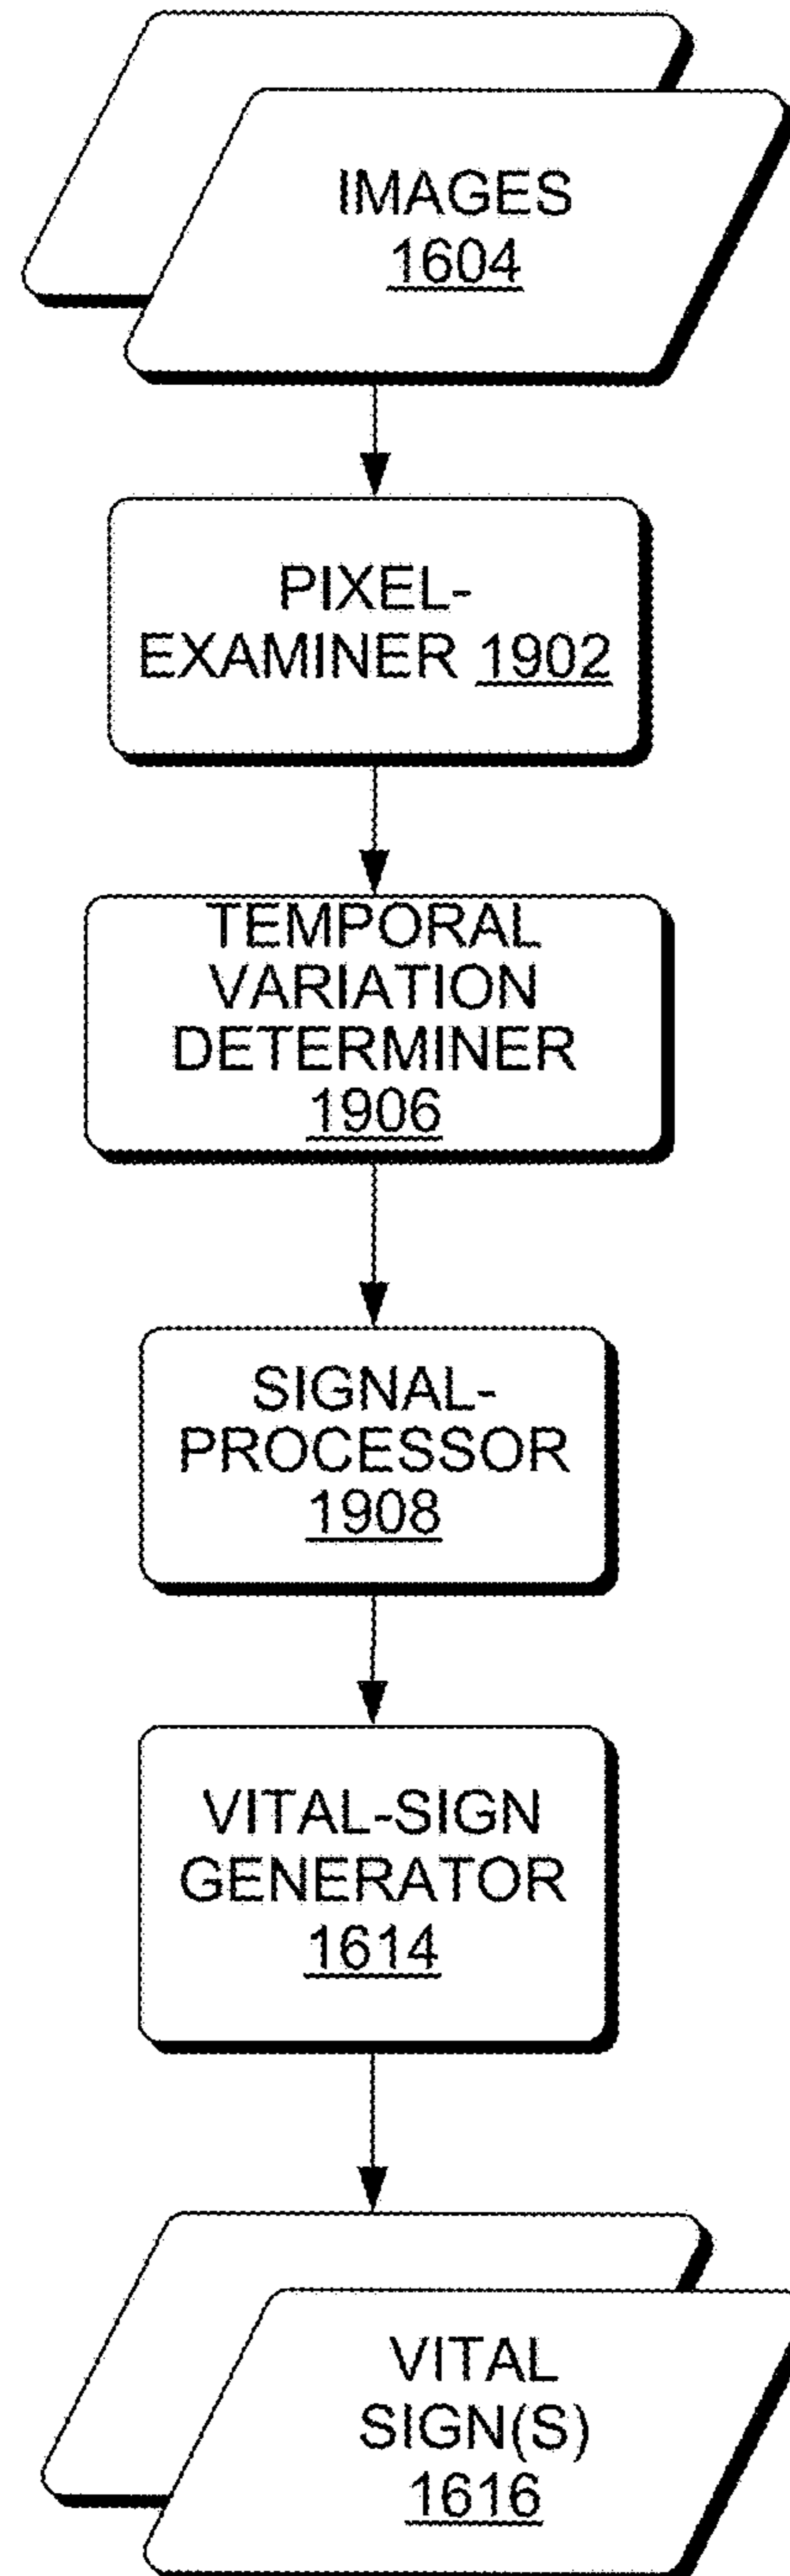 IMAGES
1604
PIXEL-
EXAMINER 1902
TEMPORAL
VARIATION
DETERMINER
1906
SIGNAL-
PROCESSOR
1908
VITAL-SIGN
GENERATOR
1614
VITAL
SIGN(S)
1616